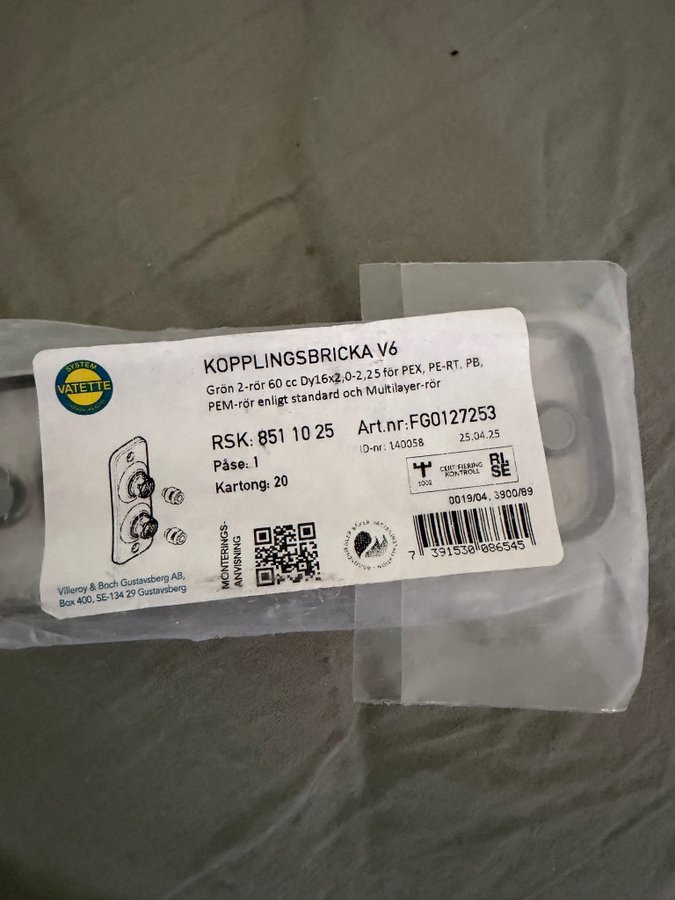 SYSTEM
VATETTE
KOPPLINGSBRICKA V6
Grön 2-rör 60 cc Dy16x2,0-2,25 för PEX, PE-RT, PB,
PEM-rör enligt standard och Multilayer-rör
RSK: 851 10 25
Art.nr:FG0127253
ID-nr: 140058
25.04.25
Påse: 1
Kartong: 20
1002
CERTIFIERING
KONTROLL
RI.
SE
0019/04, 3900/89
MONTERINGS-
ANVISNING
7 391530 086545
Villeroy & Boch Gustavsberg AB,
Box 400, SE-134 29 Gustavsberg